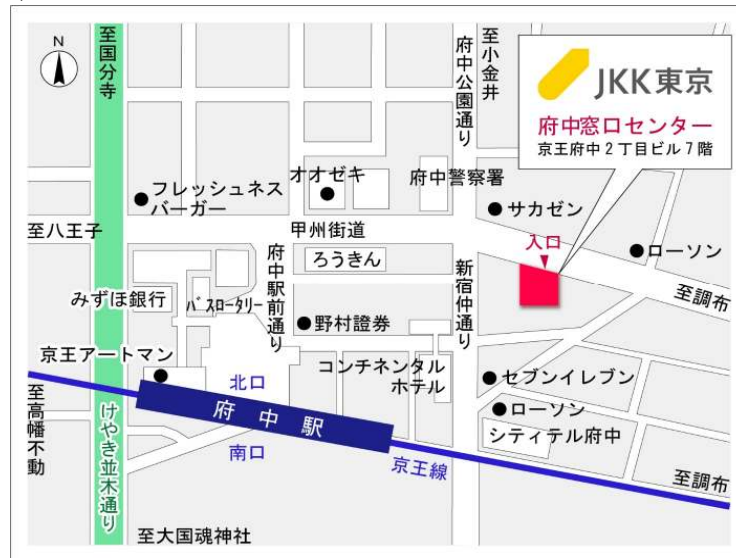 N
至国分寺
府中公園通り
至小金井
JKK東京
府中窓口センター
京王府中2丁目ビル7階
オオゼキ
府中警察署
フレッシュネス
バーガー
サカゼン
至八王子
甲州街道
入口
ローソン
ろうきん
府中駅前通り
新宿仲通り
至調布
みずほ銀行
バスロータリー
野村證券
京王アートマン
コンチネンタル
ホテル
セブンイレブン
北口
府中駅
ローソン
シティテル府中
至高幡不動
けやき並木通り
南口
京王線
至調布
至大国魂神社